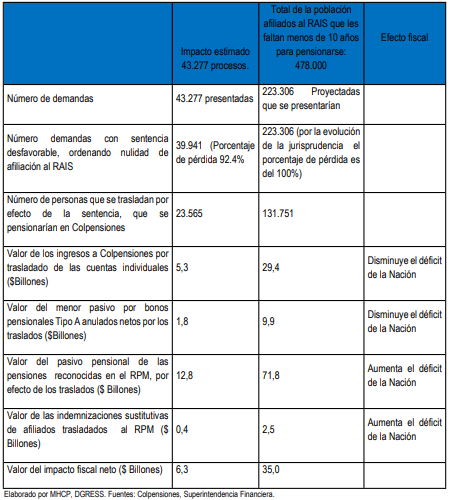 Impacto estimado
43.277 procesos.
Total de la población
afiliados al RAIS que les
faltan menos de 10 años
para pensionarse:
478.000
Efecto fiscal
Número de demandas
43.277 presentadas
223.306 Proyectadas
que se presentarían
Número demandas con sentencia
desfavorable, ordenando nulidad de
afiliación al RAIS
39.941 (Porcentaje
de pérdida 92.4%
223.306 (por la evolución
de la jurisprudencia el
porcentaje de pérdida es
del 100%)
Número de personas que se trasladan por
efecto de la sentencia, que se
pensionarían en Colpensiones
23.565
131.751
Valor de los ingresos a Colpensiones por
trasladado de las cuentas individuales
($Billones)
5,3
29,4
Disminuye el déficit
de la Nación
Valor del menor pasivo por bonos
pensionales Tipo A anulados netos por los
traslados ($Billones)
1,8
9,9
Disminuye el déficit
de la Nación
Valor del pasivo pensional de las
pensiones reconocidas en el RPM, por
efecto de los traslados ($ Billones)
12,8
71,8
Aumenta el déficit
de la Nación
Valor de las indemnizaciones sustitutivas
de afiliados trasladados al RPM ($
Billones)
0,4
2,5
Aumenta el déficit
de la Nación
Valor del impacto fiscal neto ($ Billones)
6,3
35,0
Elaborado por MHCP, DGRESS. Fuentes: Colpensiones, Superintendencia Financiera.